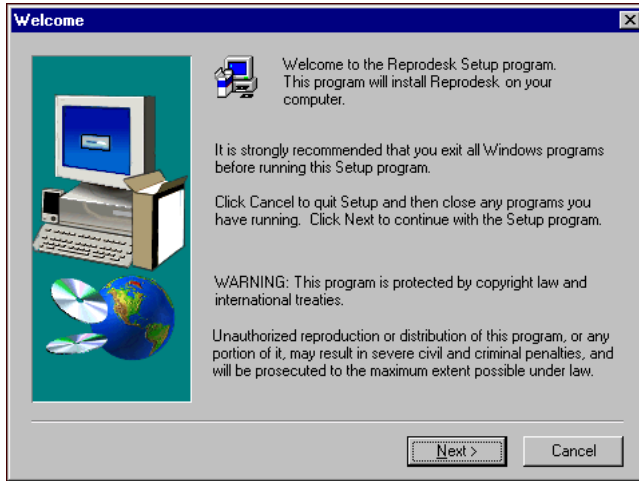 Welcome
Welcome to the Reprodesk Setup program.
This program will install Reprodesk on your
computer.
It is strongly recommended that you exit all Windows programs
before running this Setup program.
Click Cancel to quit Setup and then close any programs you
have running. Click Next to continue with the Setup program.
WARNING: This program is protected by copyright law and
international treaties.
Unauthorized reproduction or distribution of this program, or any
portion of it, may result in severe civil and criminal penalties, and
will be prosecuted to the maximum extent possible under law.
Next > Cancel